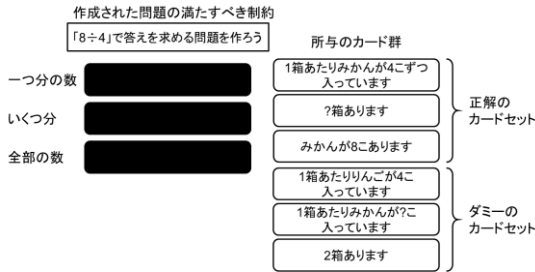 作成された問題の満たすべき制約
「8÷4」で答えを求める問題を作ろう
所与のカード群
一つ分の数
いくつ分
全部の数
1箱あたりみかんが4こずつ
入っています
?箱あります
みかんが8こあります
正解の
カードセット
1箱あたりりんごが4こ
入っています
1箱あたりみかんが?こ
入っています
2箱あります
ダミーの
カードセット